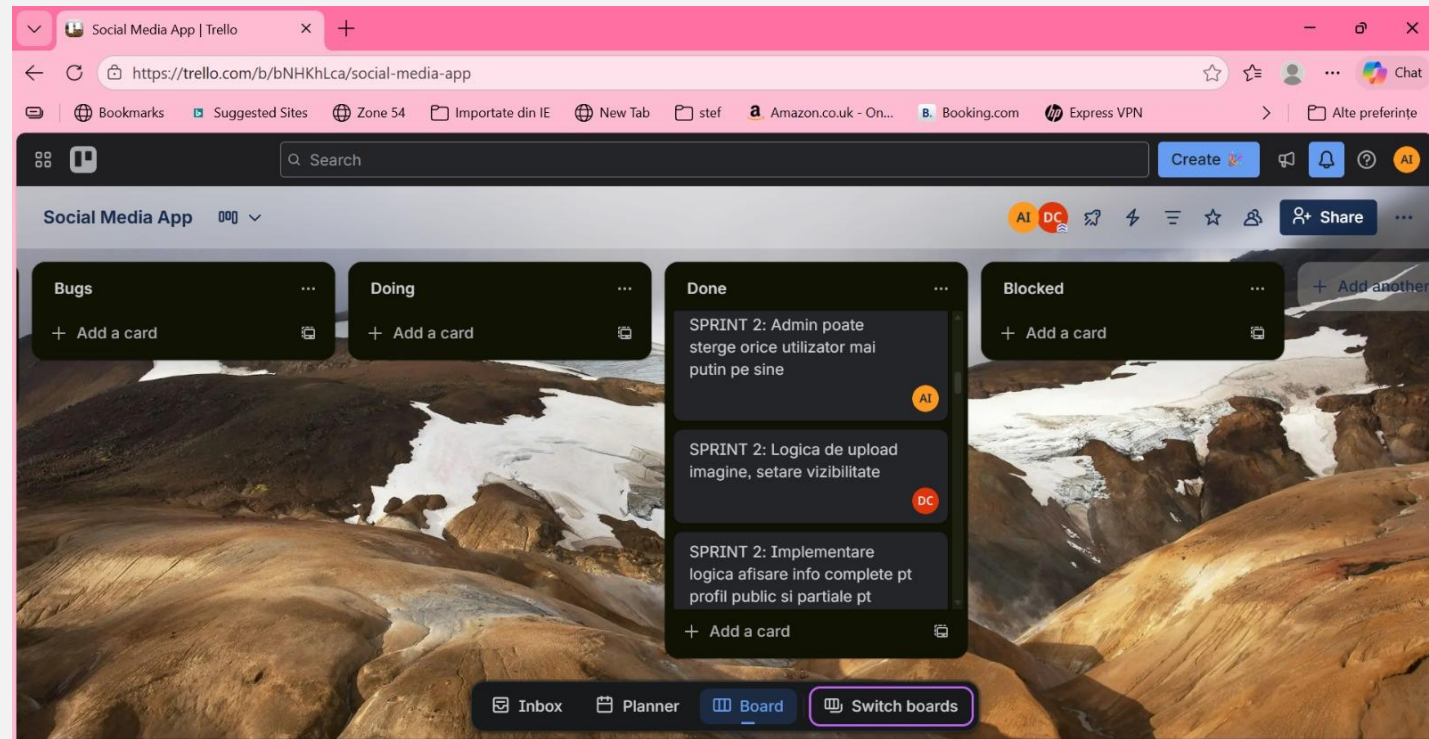 Social Media App | Trello
https://trello.com/b/bNHKhLca/social-media-app
Chat
Bookmarks Suggested Sites Zone 54 Importate din IE New Tab stef Amazon.co.uk - On... Booking.com Express VPN Alte preferințe
Search
Create
AI
Social Media App
AI DC Share
Bugs
Add a card
Doing
Add a card
Done
SPRINT 2: Admin poate
sterge orice utilizator mai
putin pe sine
AI
SPRINT 2: Logica de upload
imagine, setare vizibilitate
DC
SPRINT 2: Implementare
logica afisare info complete pt
profil public si partiale pt
Add a card
Blocked
Add a card
Add another
Inbox Planner Board Switch boards